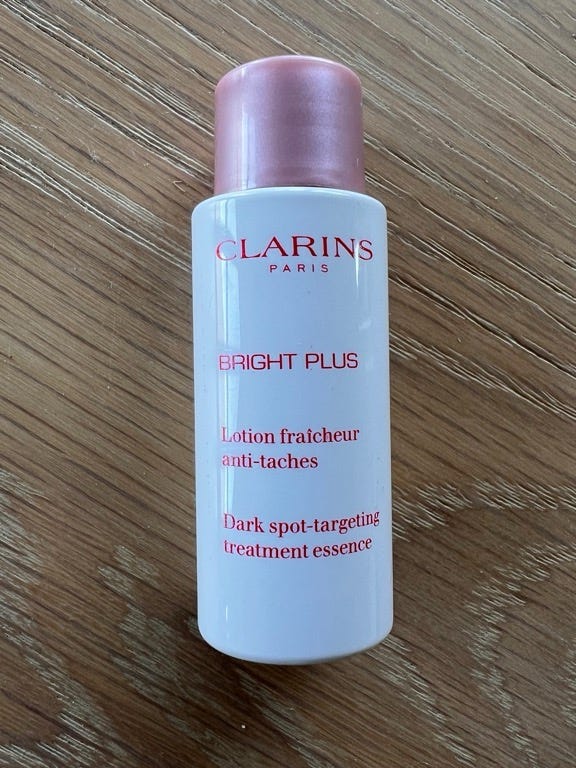 CLARINS
PARIS
BRIGHT PLUS
Lotion fraîcheur
anti-taches
Dark spot-targeting
treatment essence